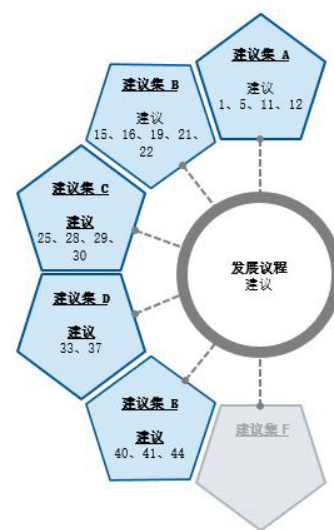 建议集 A
建议
1、5、11、12
建议集 B
建议
15、16、19、21、
22
建议集 C
建议
25、28、29、
30
发展议程
建议
建议集 D
建议
33、37
建议集 E
建议
40、41、44
建议集 F